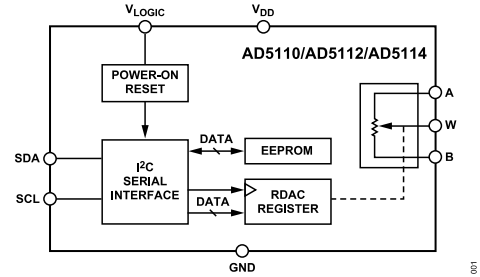 VLOGIC
VDD
AD5110/AD5112/AD5114
POWER-ON
RESET
A
W
B
SDA
SCL
I2C
SERIAL
INTERFACE
DATA
EEPROM
DATA
RDAC
REGISTER
GND
001